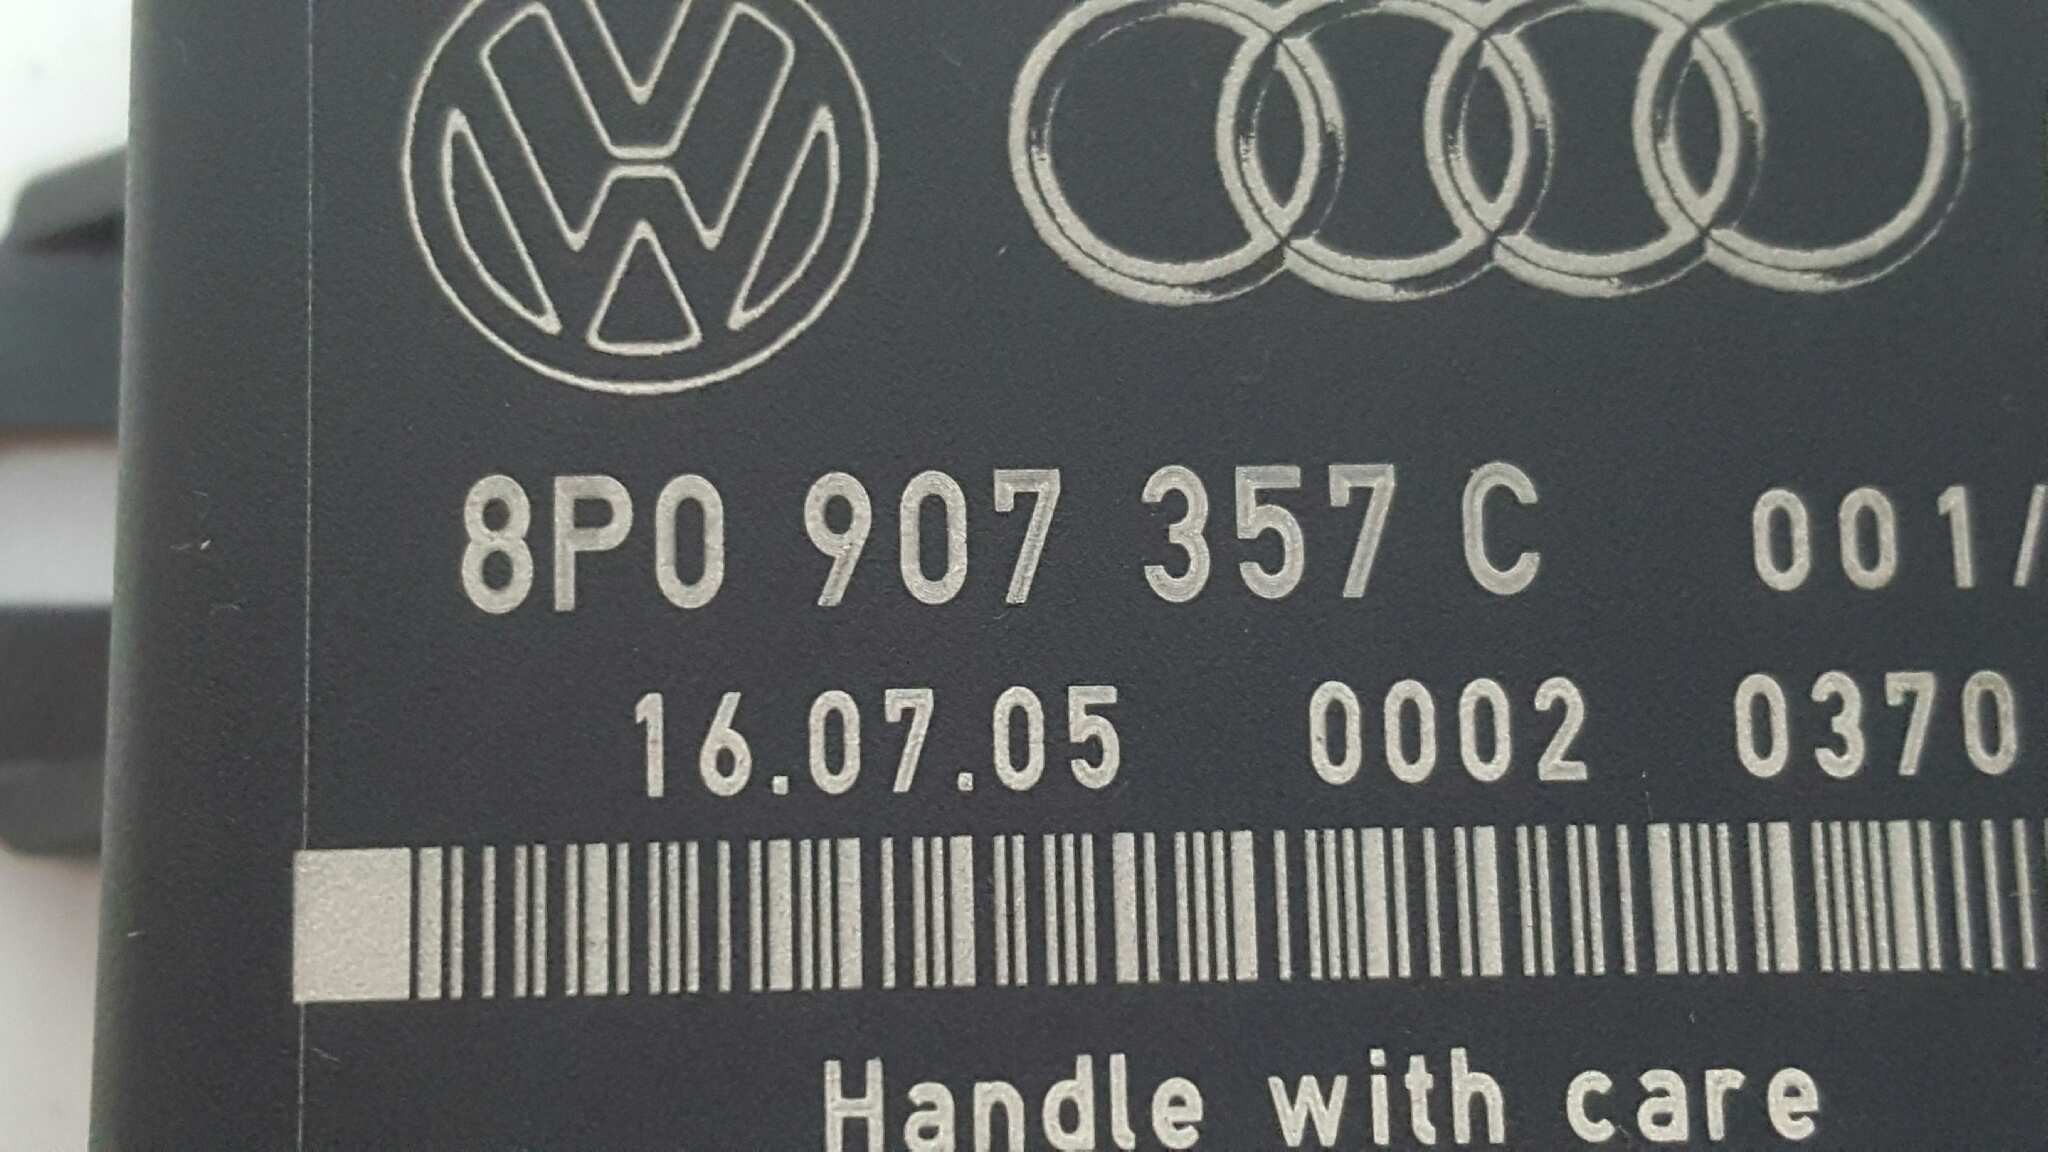 8P0 907 357 C 001/
16.07.05 0002 0370
Handle with care